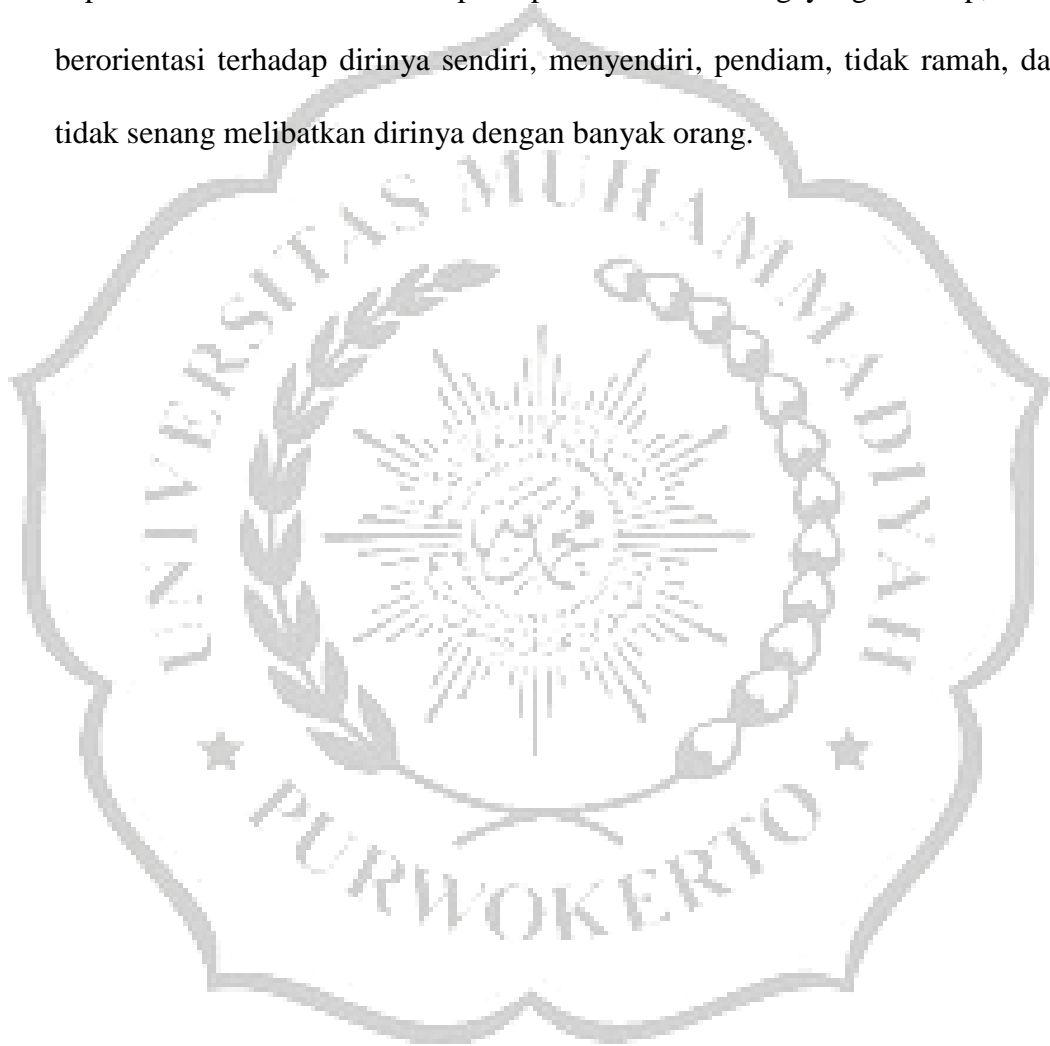 berorientasi terhadap dirinya sendiri, menyendiri, pendiam, tidak ramah, da
tidak senang melibatkan dirinya dengan banyak orang.
UNIVERSITAS MUHAMMADIYAH
PURWOKERTO